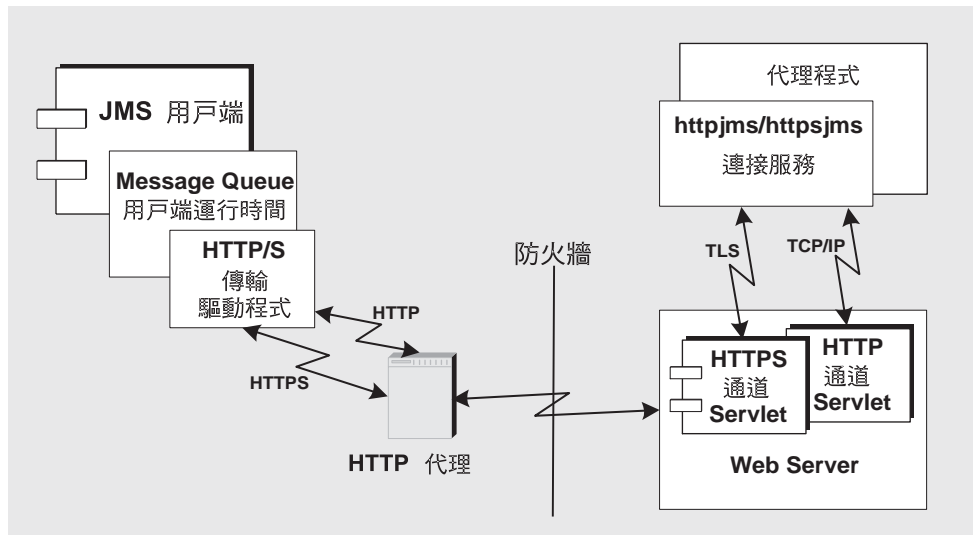 JMS 用戶端
Message Queue
用戶端運行時間
HTTP/S
傳輸
驅動程式
HTTP
HTTPS
HTTP 代理
防火牆
代理程式
httpjms/httpsjms
連接服務
TLS
TCP/IP
HTTPS
通道
Servlet
HTTP
通道
Servlet
Web Server